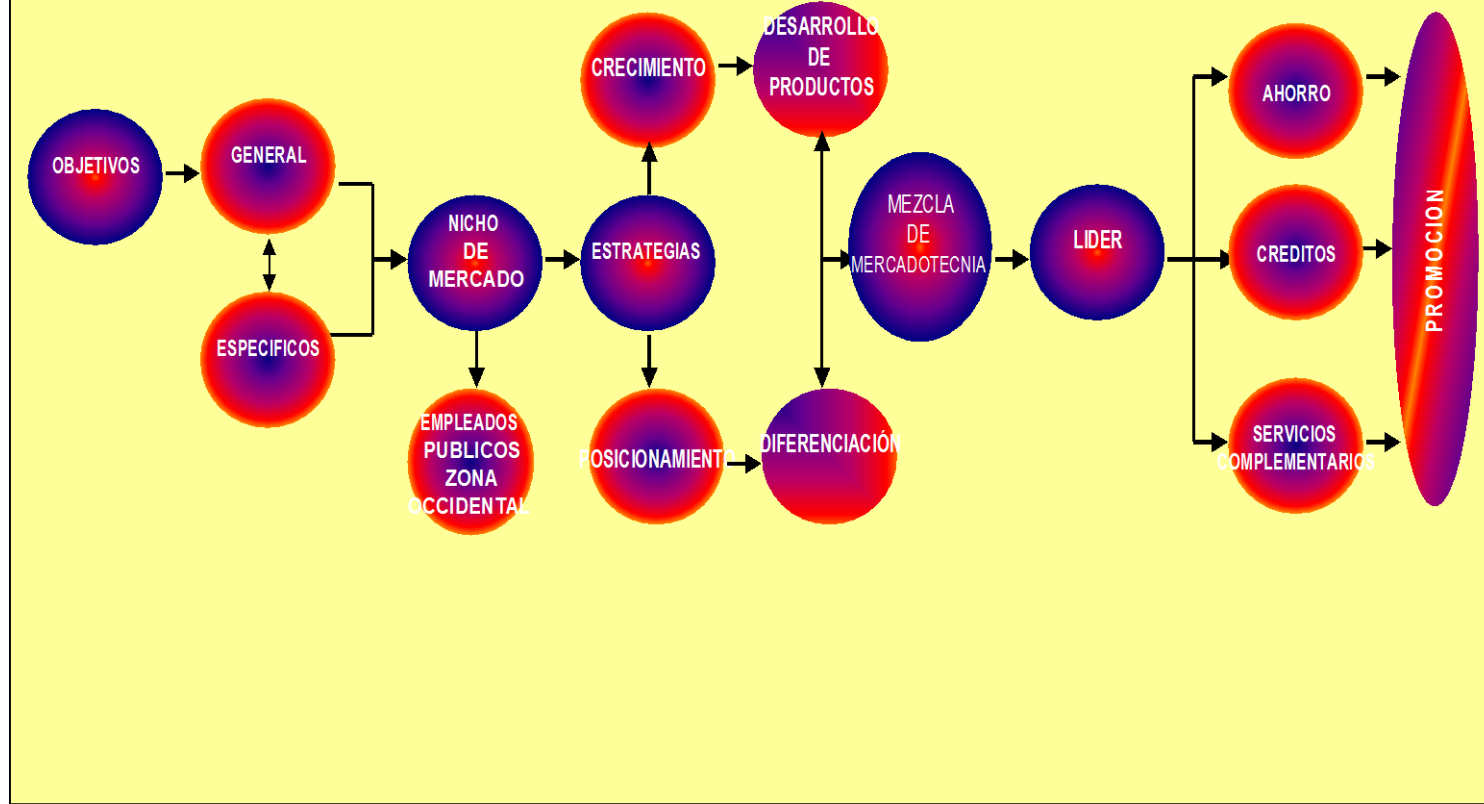 OBJETIVOS
GENERAL
ESPECIFICOS
NICHO
DE
MERCADO
EMPLEADOS
PUBLICOS
ZONA
OCCIDENTAL
ESTRATEGIAS
CRECIMIENTO
DESARROLLO
DE
PRODUCTOS
POSICIONAMIENTO
DIFERENCIACIÓN
MEZCLA
DE
MERCADOTECNIA
LIDER
AHORRO
CREDITOS
SERVICIOS
COMPLEMENTARIOS
PROMOCION